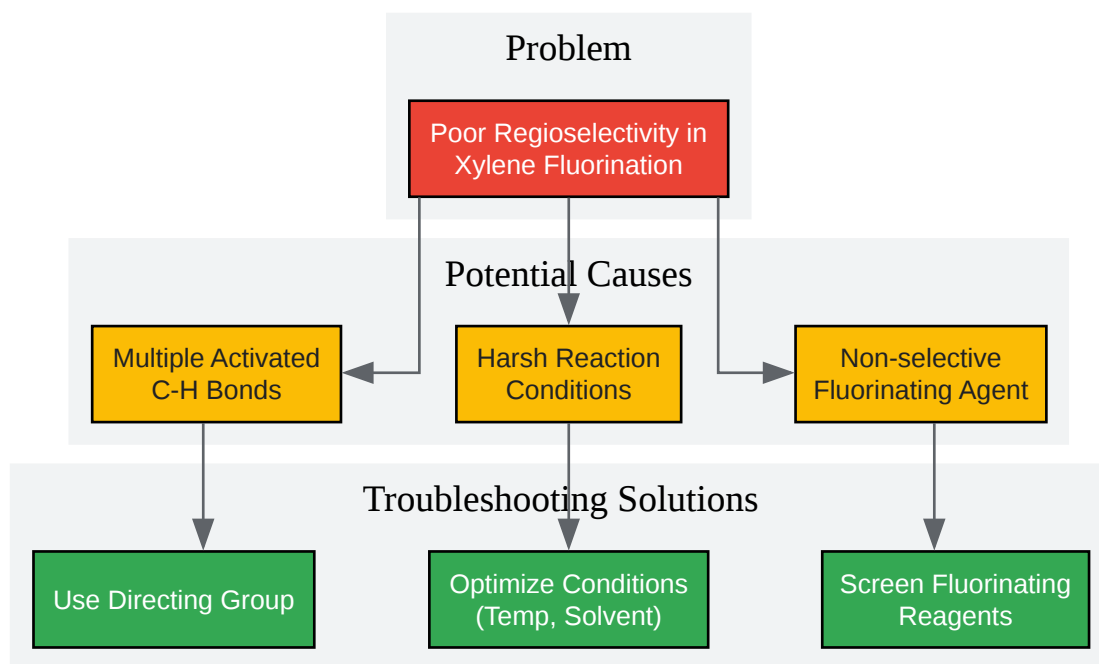 Problem
Poor Regioselectivity in
Xylene Fluorination
Potential Causes
Multiple Activated
C-H Bonds
Harsh Reaction
Conditions
Non-selective
Fluorinating Agent
Troubleshooting Solutions
Use Directing Group
Optimize Conditions
(Temp, Solvent)
Screen Fluorinating
Reagents